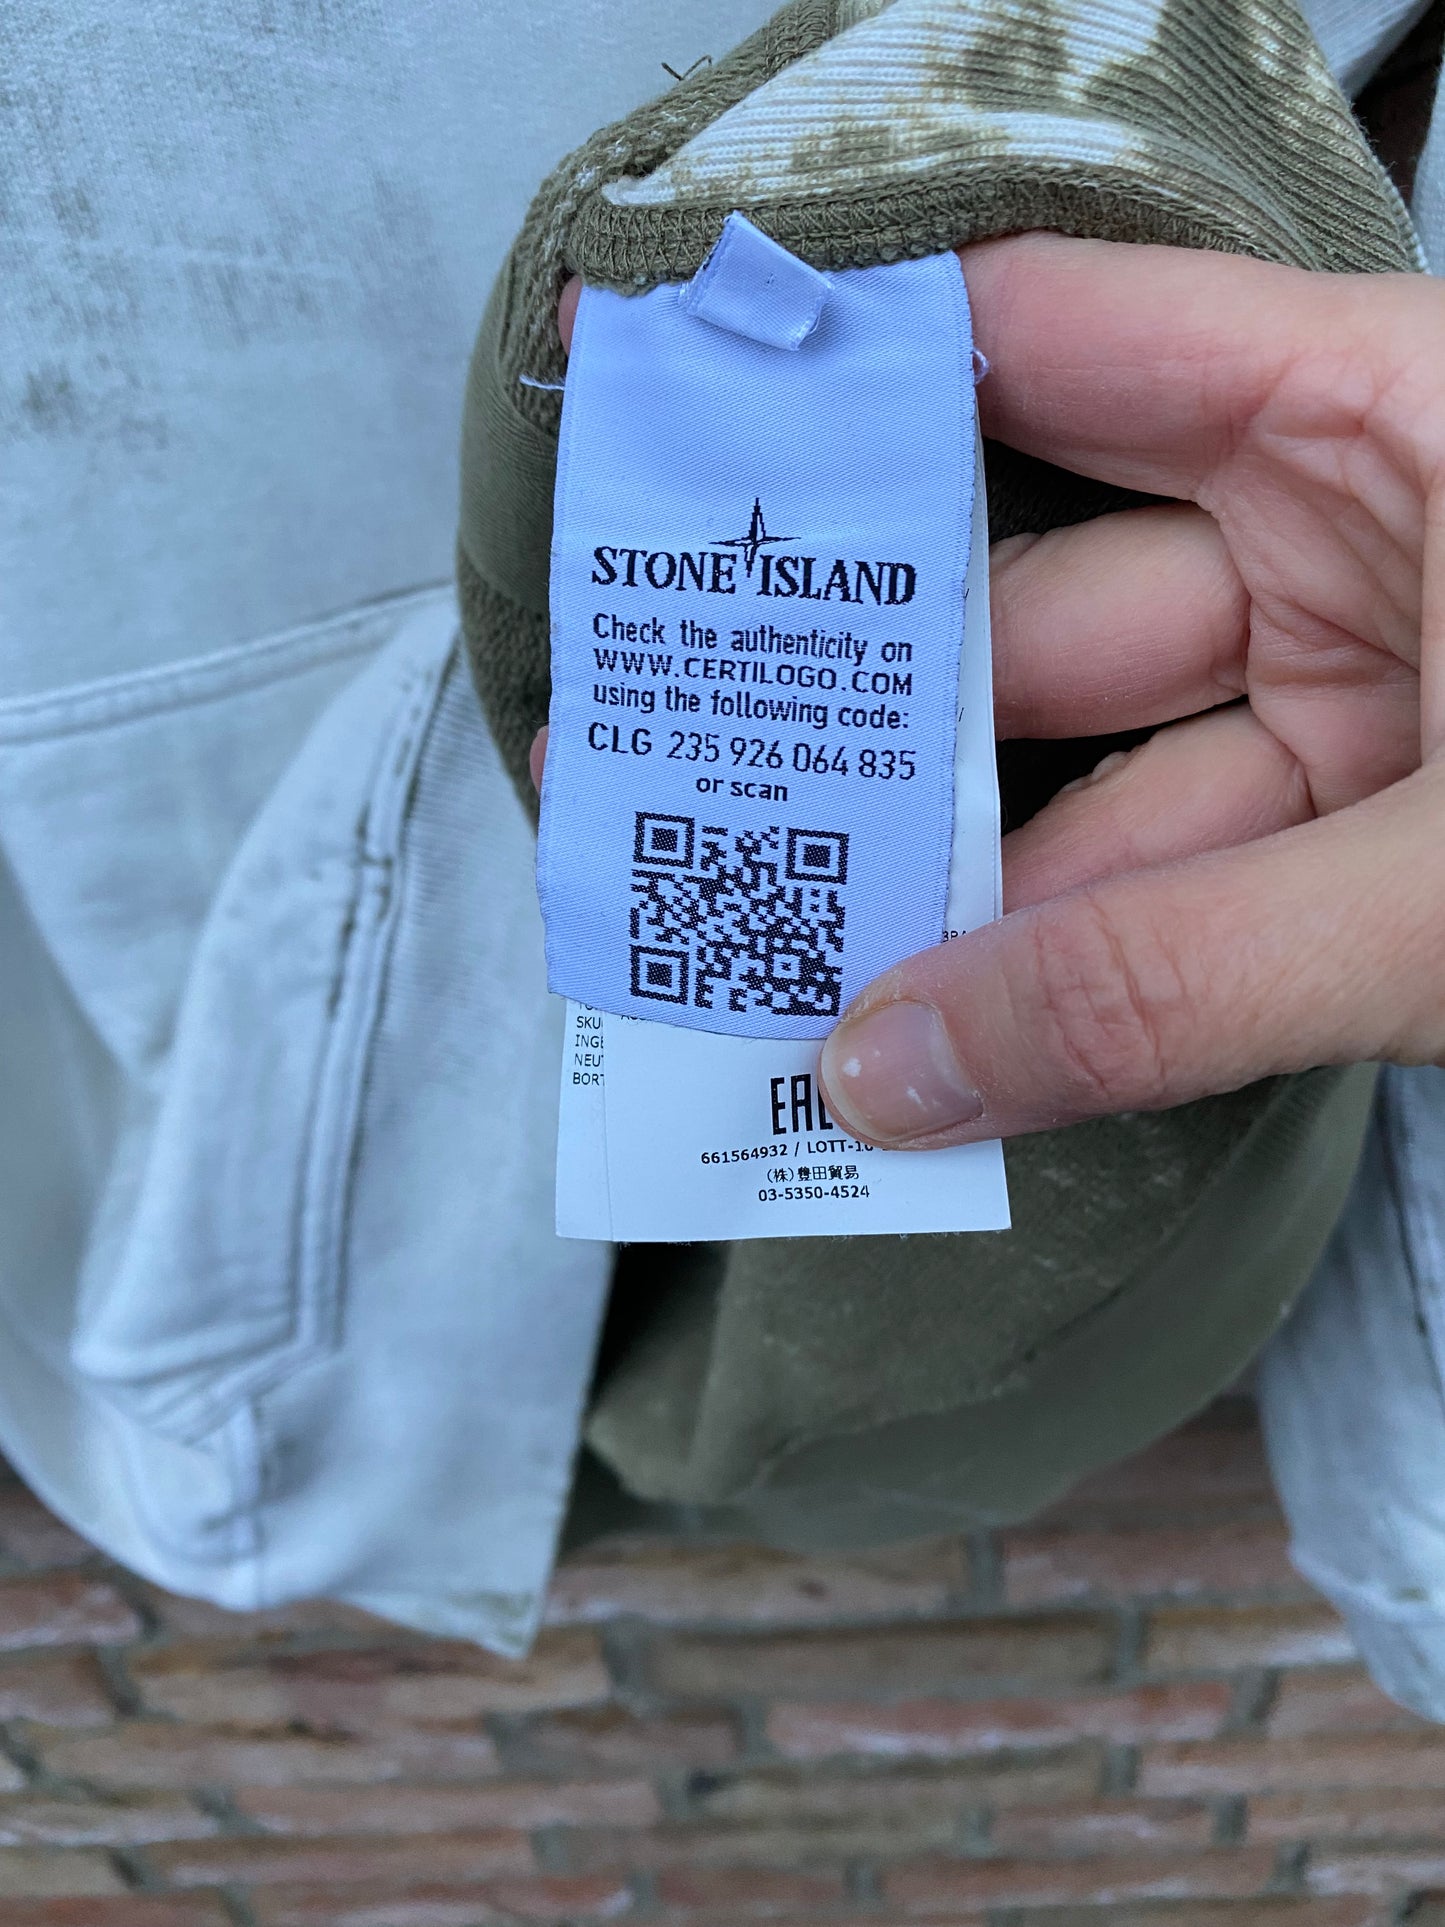 STONE ISLAND
Check the authenticity on
WWW.CERTILOGO.COM
using the following code:
CLG 235 926 064 835
or scan
SKU
661564932 / LOTT-
(株)豊田貿易
03-5350-4524